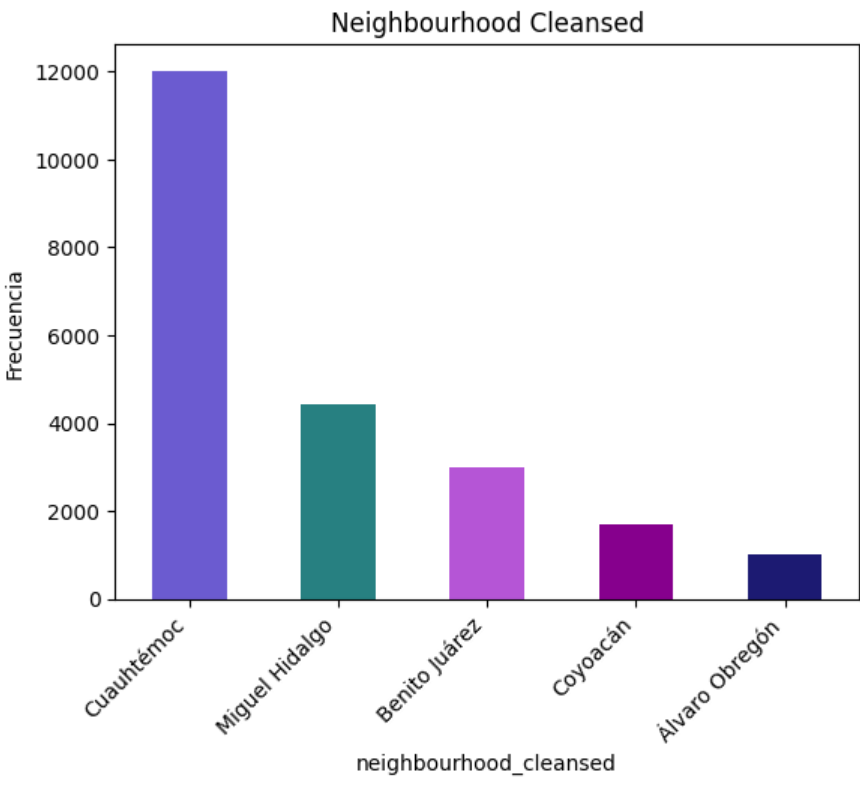 Neighbourhood Cleansed
Frecuencia
12000
10000
8000
6000
4000
2000
0
Cuauhtémoc
Miguel Hidalgo
Benito Juárez
Coyoacán
Álvaro Obregón
neighbourhood_cleansed